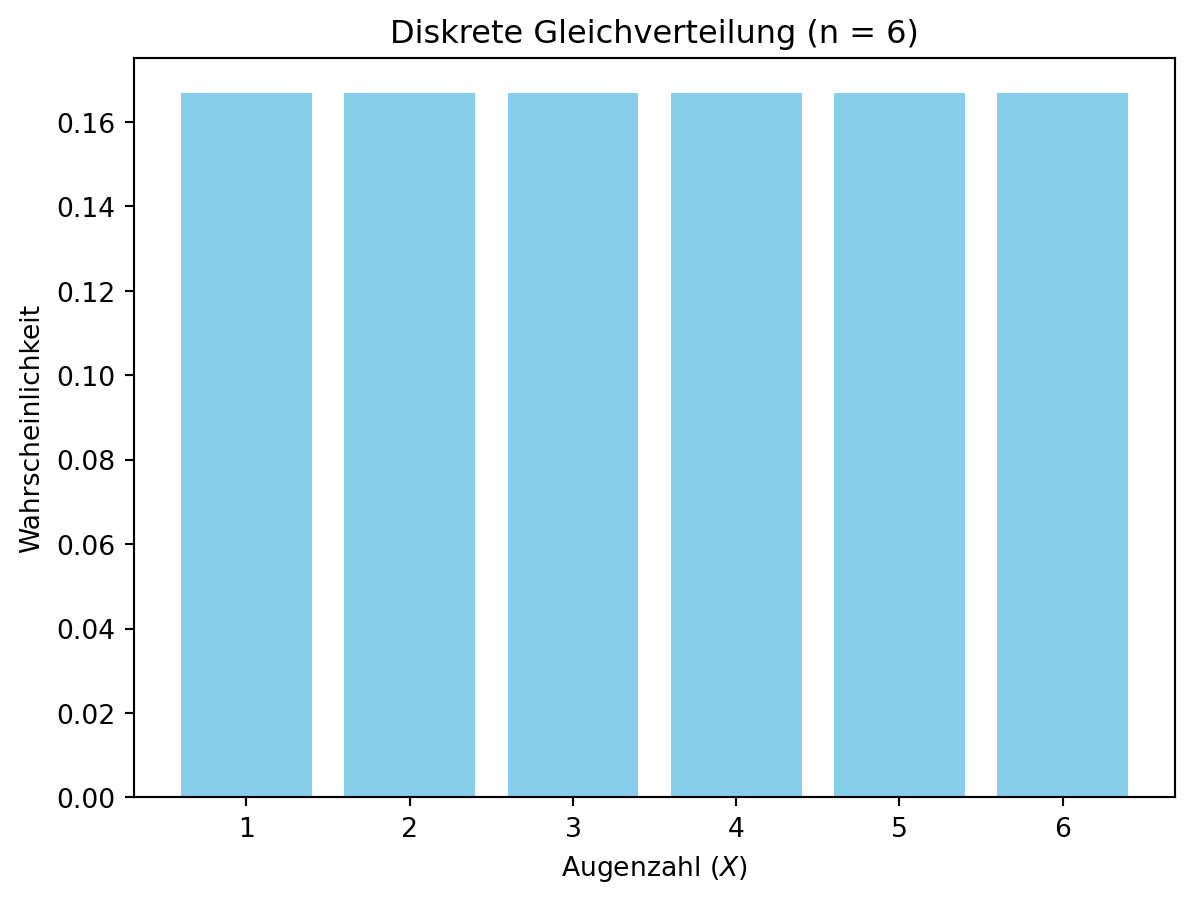 Diskrete Gleichverteilung (n = 6)
Wahrscheinlichkeit
0.16
0.14
0.12
0.10
0.08
0.06
0.04
0.02
0.00
1 2 3 4 5 6
Augenzahl (X)